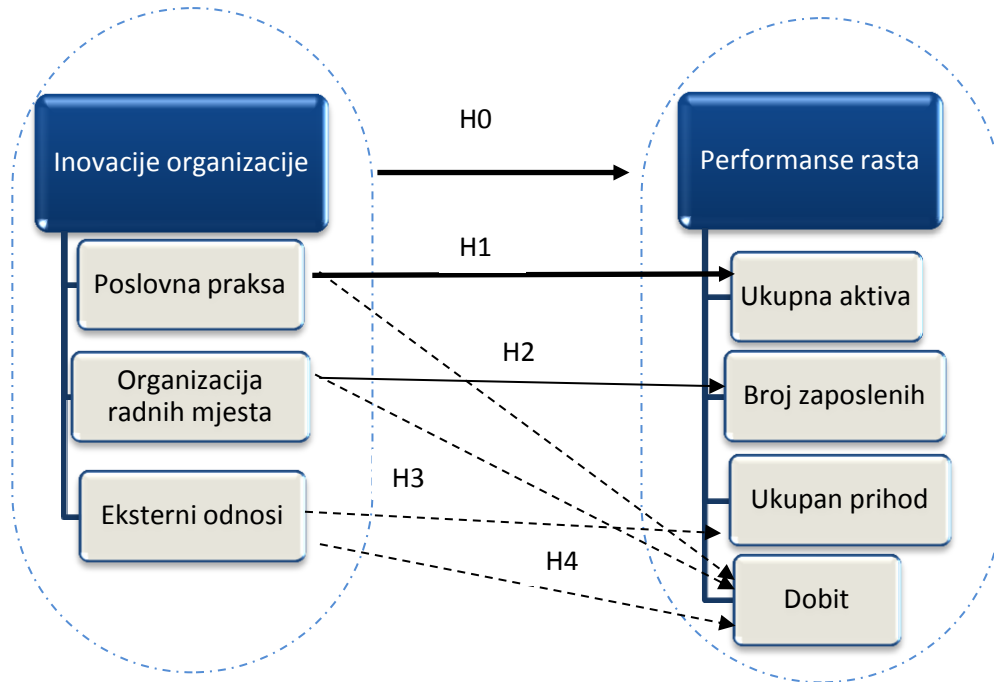 H0
Inovacije organizacije
Performanse rasta
H1
Poslovna praksa
Ukupna aktiva
H2
Organizacija
radnih mjesta
Broj zaposlenih
H3
Eksterni odnosi
Ukupan prihod
H4
Dobit